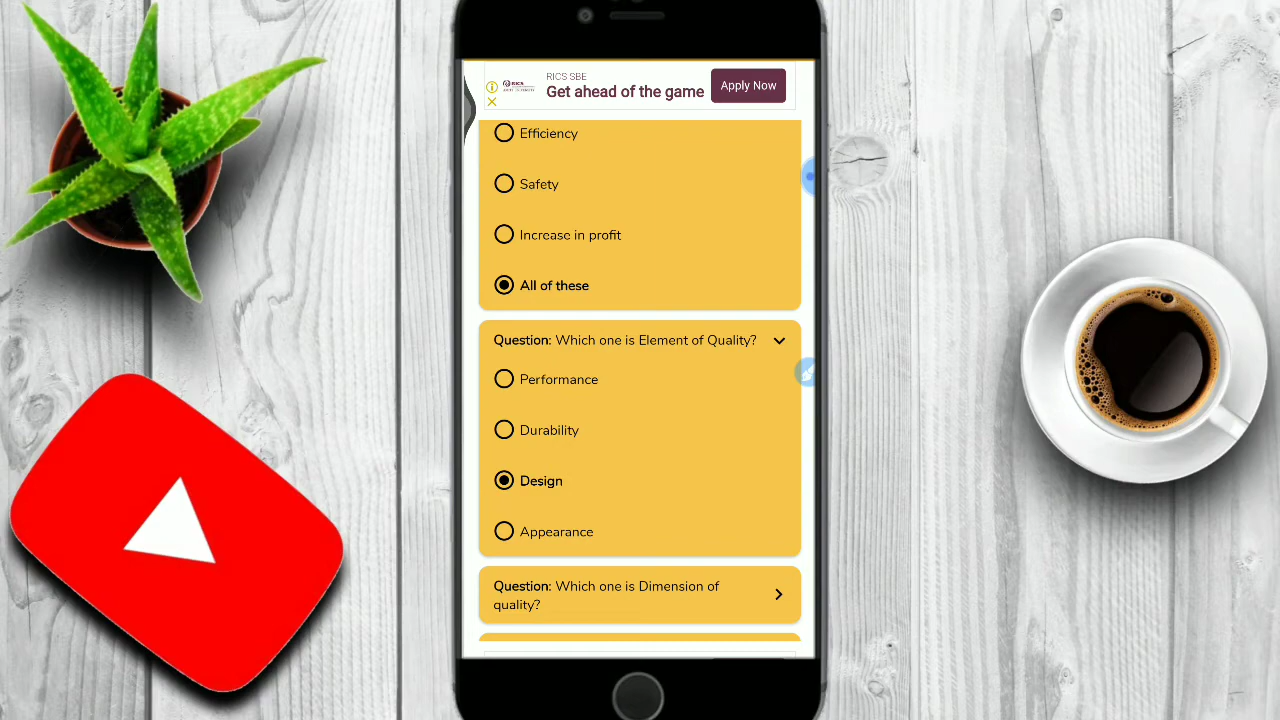 RICS SBE
Get ahead of the game
Apply Now
Efficiency
Safety
Increase in profit
All of these
Question: Which one is Element of Quality?
Performance
Durability
Design
Appearance
Question: Which one is Dimension of
quality?